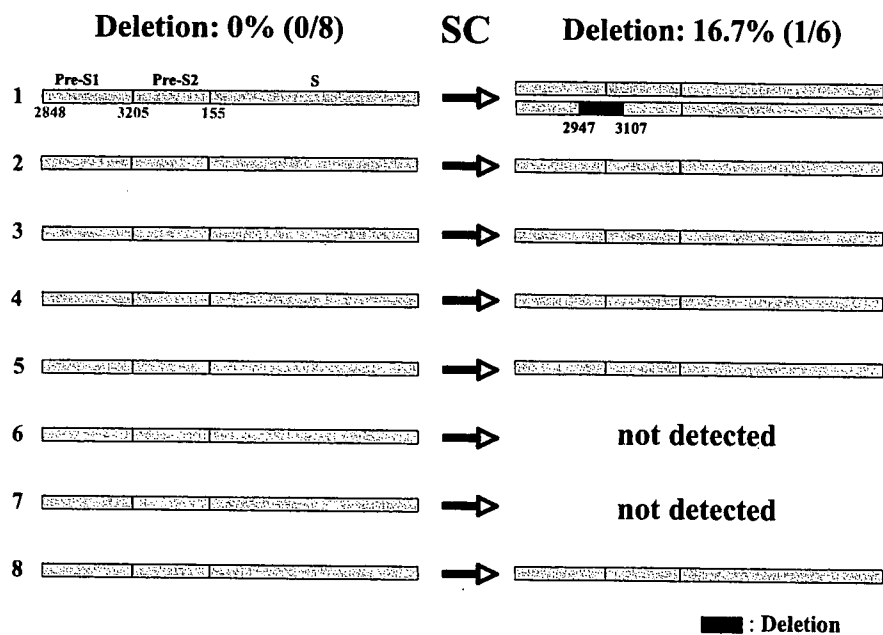 Deletion: 0% (0/8) SC Deletion: 16.7% (1/6)
Pre-S1 Pre-S2 S
1
2848 3205 155
2947 3107
2
3
4
5
6 not detected
7 not detected
8
: Deletion